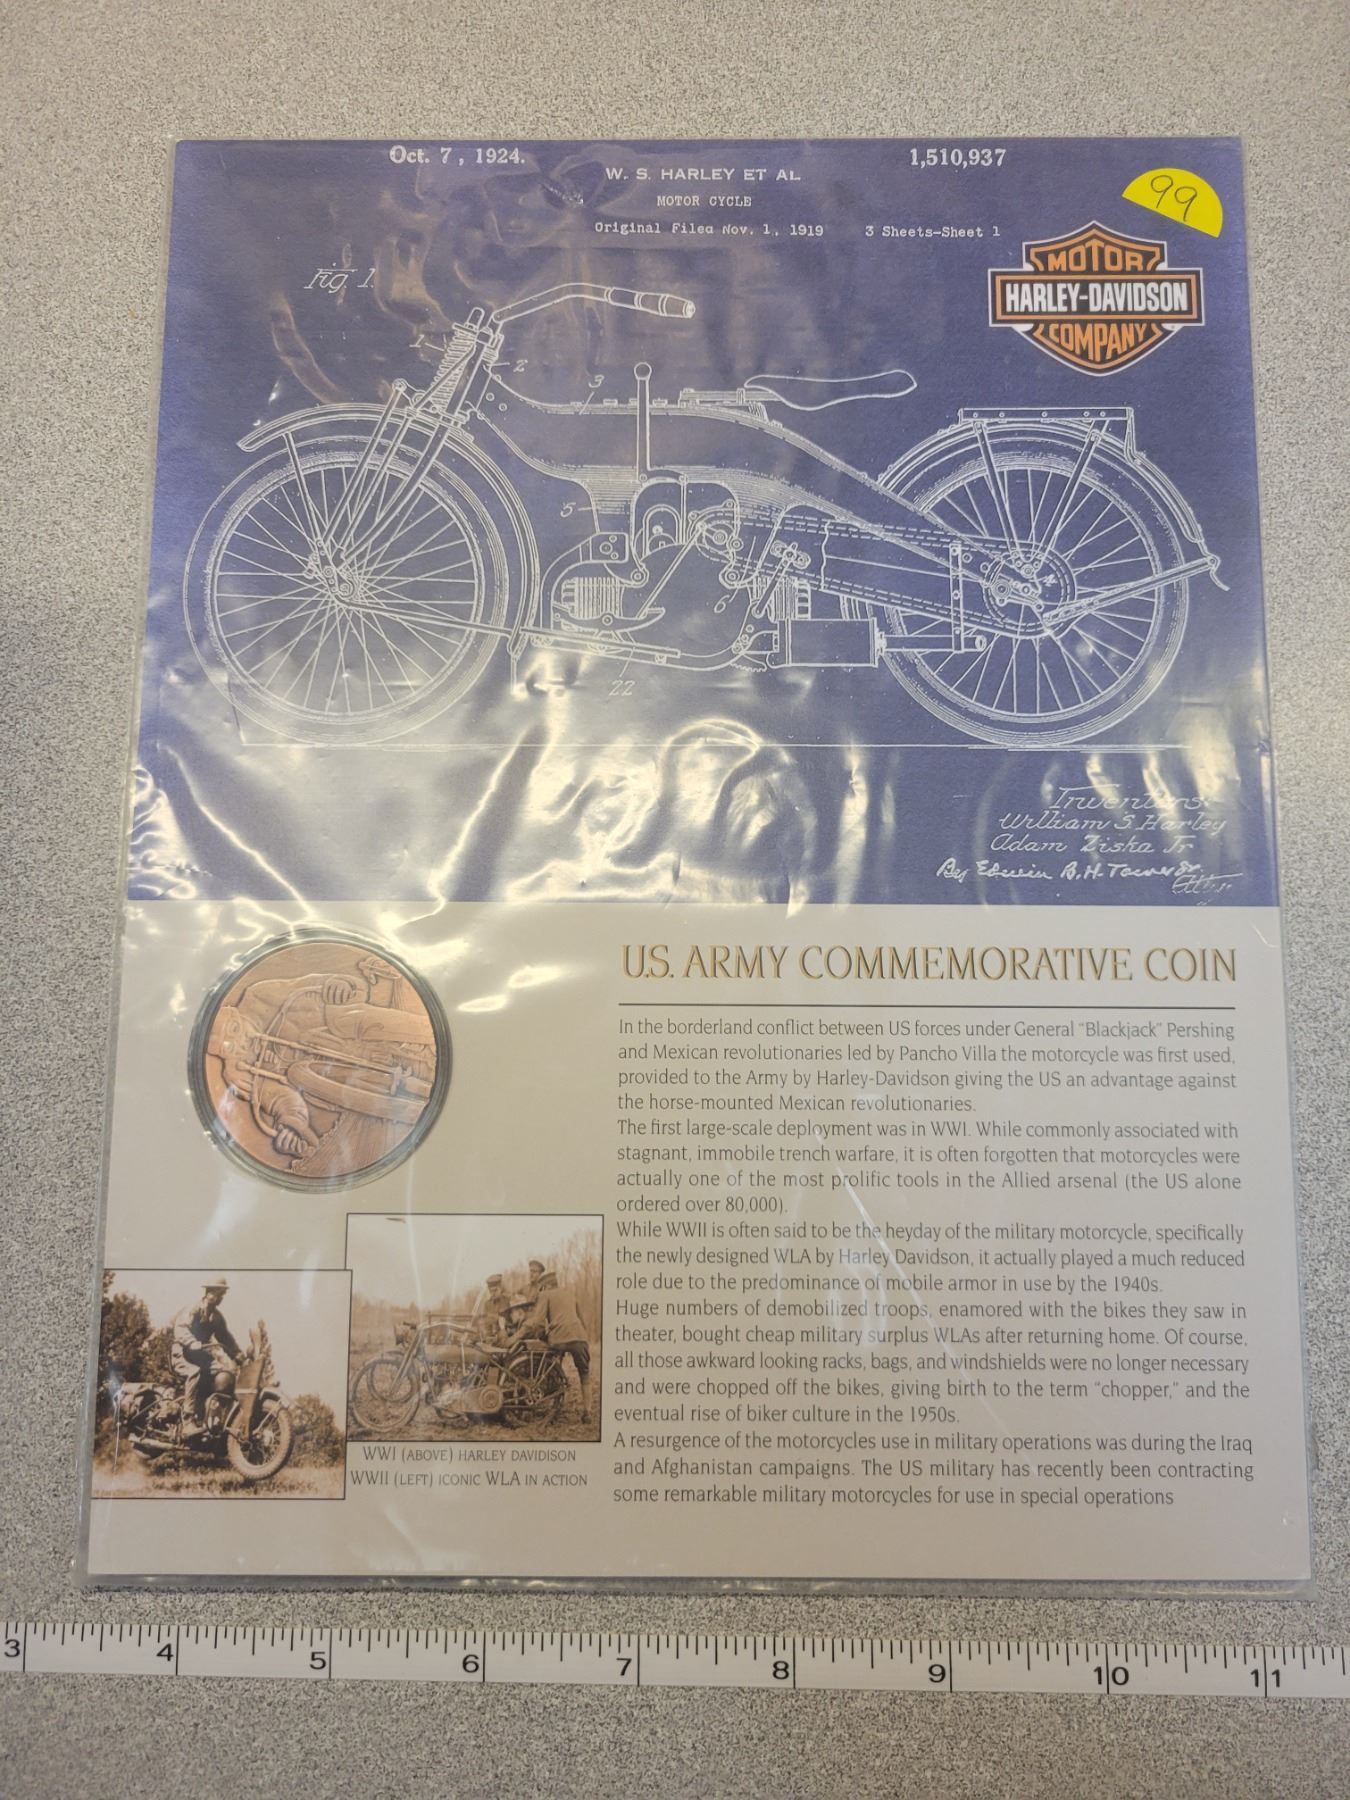 Oct. 7, 1924.
1,510,937
W. S. HARLEY ET AL
MOTOR CYCLE
Original Filed Nov. 1, 1919 3 Sheets-Sheet 1
99
Fig. 1.
MOTOR
HARLEY-DAVIDSON
COMPANY
1
2
3
5
6
22
Inventors
William S. Harley
Adam Ziska Jr
By Edwin B. H. Tower Jr.
Atty.
U.S. ARMY COMMEMORATIVE COIN
In the borderland conflict between US forces under General "Blackjack" Pershing
and Mexican revolutionaries led by Pancho Villa the motorcycle was first used,
provided to the Army by Harley-Davidson giving the US an advantage against
the horse-mounted Mexican revolutionaries.
The first large-scale deployment was in WWI. While commonly associated with
stagnant, immobile trench warfare, it is often forgotten that motorcycles were
actually one of the most prolific tools in the Allied arsenal (the US alone
ordered over 80,000).
While WWII is often said to be the heyday of the military motorcycle, specifically
the newly designed WLA by Harley Davidson, it actually played a much reduced
role due to the predominance of mobile armor in use by the 1940s.
Huge numbers of demobilized troops, enamored with the bikes they saw in
theater, bought cheap military surplus WLAs after returning home. Of course,
all those awkward looking racks, bags, and windshields were no longer necessary
and were chopped off the bikes, giving birth to the term "chopper," and the
eventual rise of biker culture in the 1950s.
A resurgence of the motorcycles use in military operations was during the Iraq
and Afghanistan campaigns. The US military has recently been contracting
some remarkable military motorcycles for use in special operations
WWI (ABOVE) HARLEY DAVIDISON
WWII (LEFT) ICONIC WLA IN ACTION
3 4 5 6 7 8 9 10 11